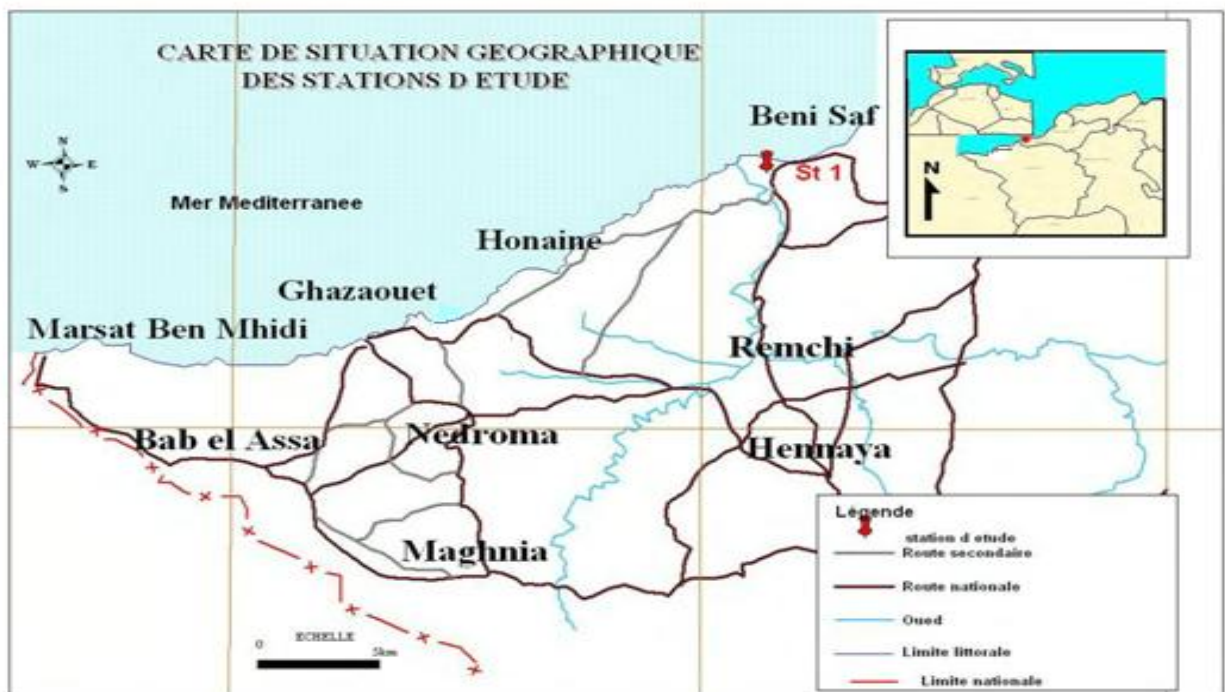 CARTE DE SITUATION GEOGRAPHIQUE
DES STATIONS D ETUDE
Beni Saf
St 1
N
W E
S
Mer Mediterranee
N
Honaine
Ghazaouet
Marsat Ben Mhidi
Remchi
Bab el Assa
Nedroma
Hennaya
Maghnia
Légende
station d etude
Route secondaire
Route nationale
Oued
Limite littorale
Limite nationale
ECHELLE
0
5km